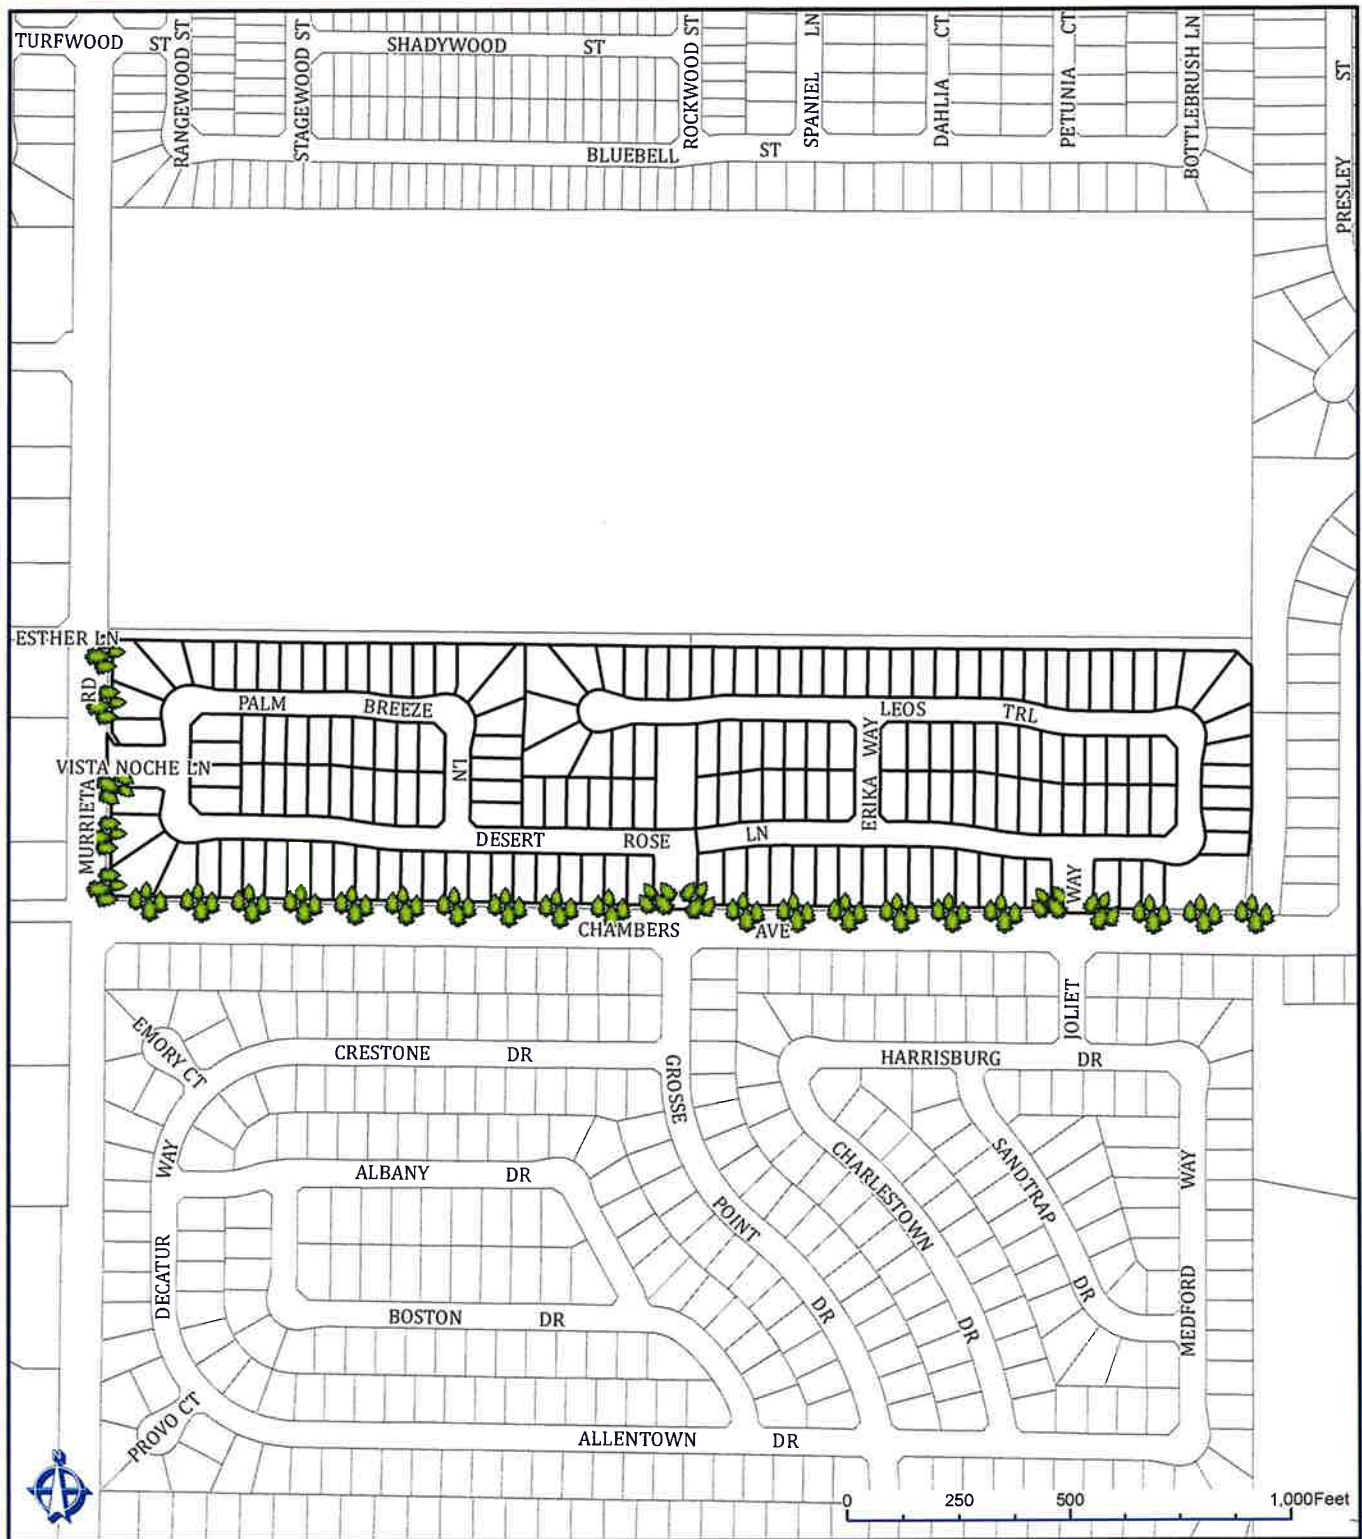 TURFWOOD ST
RANGEWOOD ST
STAGEWOOD ST
SHADYWOOD ST
ROCKWOOD ST
SPANIEL LN
DAHLIA CT
PETUNIA CT
BOTTLEBRUSH LN
PRESLEY ST
BLUEBELL ST
ESTHER LN
MURRIETA RD
PALM BREEZE LN
VISTA NOCHE LN
LEOS TRL
ERIKA WAY
DESERT ROSE LN
WAY
CHAMBERS AVE
JOLIET
EMORY CT
CRESTONE DR
HARRISBURG DR
GROSSE POINT DR
ALBANY DR
CHARLESTOWN DR
SANDTRAP DR
DECATUR WAY
MEDFORD WAY
BOSTON DR
PROVO CT
ALLENTOWN DR
0 250 500 1,000Feet